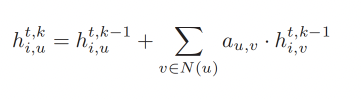 $h_{i,u}^{t,k} = h_{i,u}^{t,k-1} + \sum_{v \in N(u)} a_{u,v} \cdot h_{i,v}^{t,k-1}$